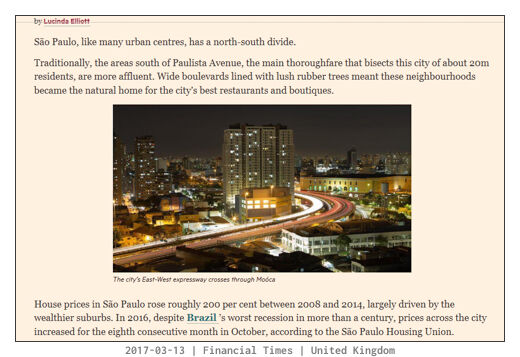 by Lucinda Elliott
São Paulo, like many urban centres, has a north-south divide.
Traditionally, the areas south of Paulista Avenue, the main thoroughfare that bisects this city of about 20m
residents, are more affluent. Wide boulevards lined with lush rubber trees meant these neighbourhoods
became the natural home for the city's best restaurants and boutiques.
The city's East-West expressway crosses through Moóca
House prices in São Paulo rose roughly 200 per cent between 2008 and 2014, largely driven by the
wealthier suburbs. In 2016, despite Brazil 's worst recession in more than a century, prices across the city
increased for the eighth consecutive month in October, according to the São Paulo Housing Union.
2017-03-13 | Financial Times | United Kingdom